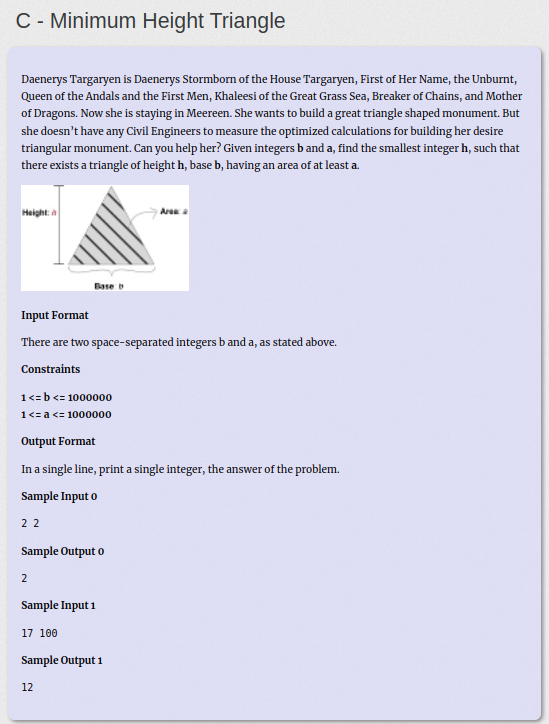 C - Minimum Height Triangle
Daenerys Targaryen is Daenerys Stormborn of the House Targaryen, First of Her Name, the Unburnt,
Queen of the Andals and the First Men, Khaleesi of the Great Grass Sea, Breaker of Chains, and Mother
of Dragons. Now she is staying in Meereen. She wants to build a great triangle shaped monument. But
she doesn't have any Civil Engineers to measure the optimized calculations for building her desire
triangular monument. Can you help her? Given integers b and a, find the smallest integer h, such that
there exists a triangle of height h, base b, having an area of at least a.
Height: h
Area: a
Base b
Input Format
There are two space-separated integers b and a, as stated above.
Constraints
1 <= b <= 1000000
1 <= a <= 1000000
Output Format
In a single line, print a single integer, the answer of the problem.
Sample Input 0
2 2
Sample Output 0
2
Sample Input 1
17 100
Sample Output 1
12